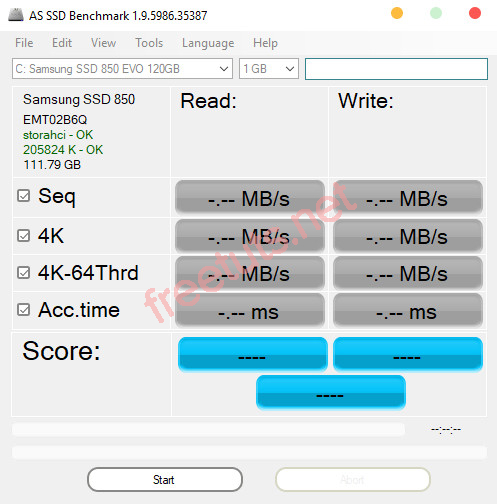 AS SSD Benchmark 1.9.5986.35387
File Edit View Tools Language Help
C: Samsung SSD 850 EVO 120GB 1 GB
Samsung SSD 850 Read: Write:
EMT02B6Q
storahci - OK
205824 K - OK
111.79 GB
Seq -.-- MB/s -.-- MB/s
4K -.-- MB/s -.-- MB/s
4K-64Thrd -.-- MB/s -.-- MB/s
Acc.time -.-- ms -.-- ms
freetuts.net
Score: ---- ----
----
--:--:--
Start Abort